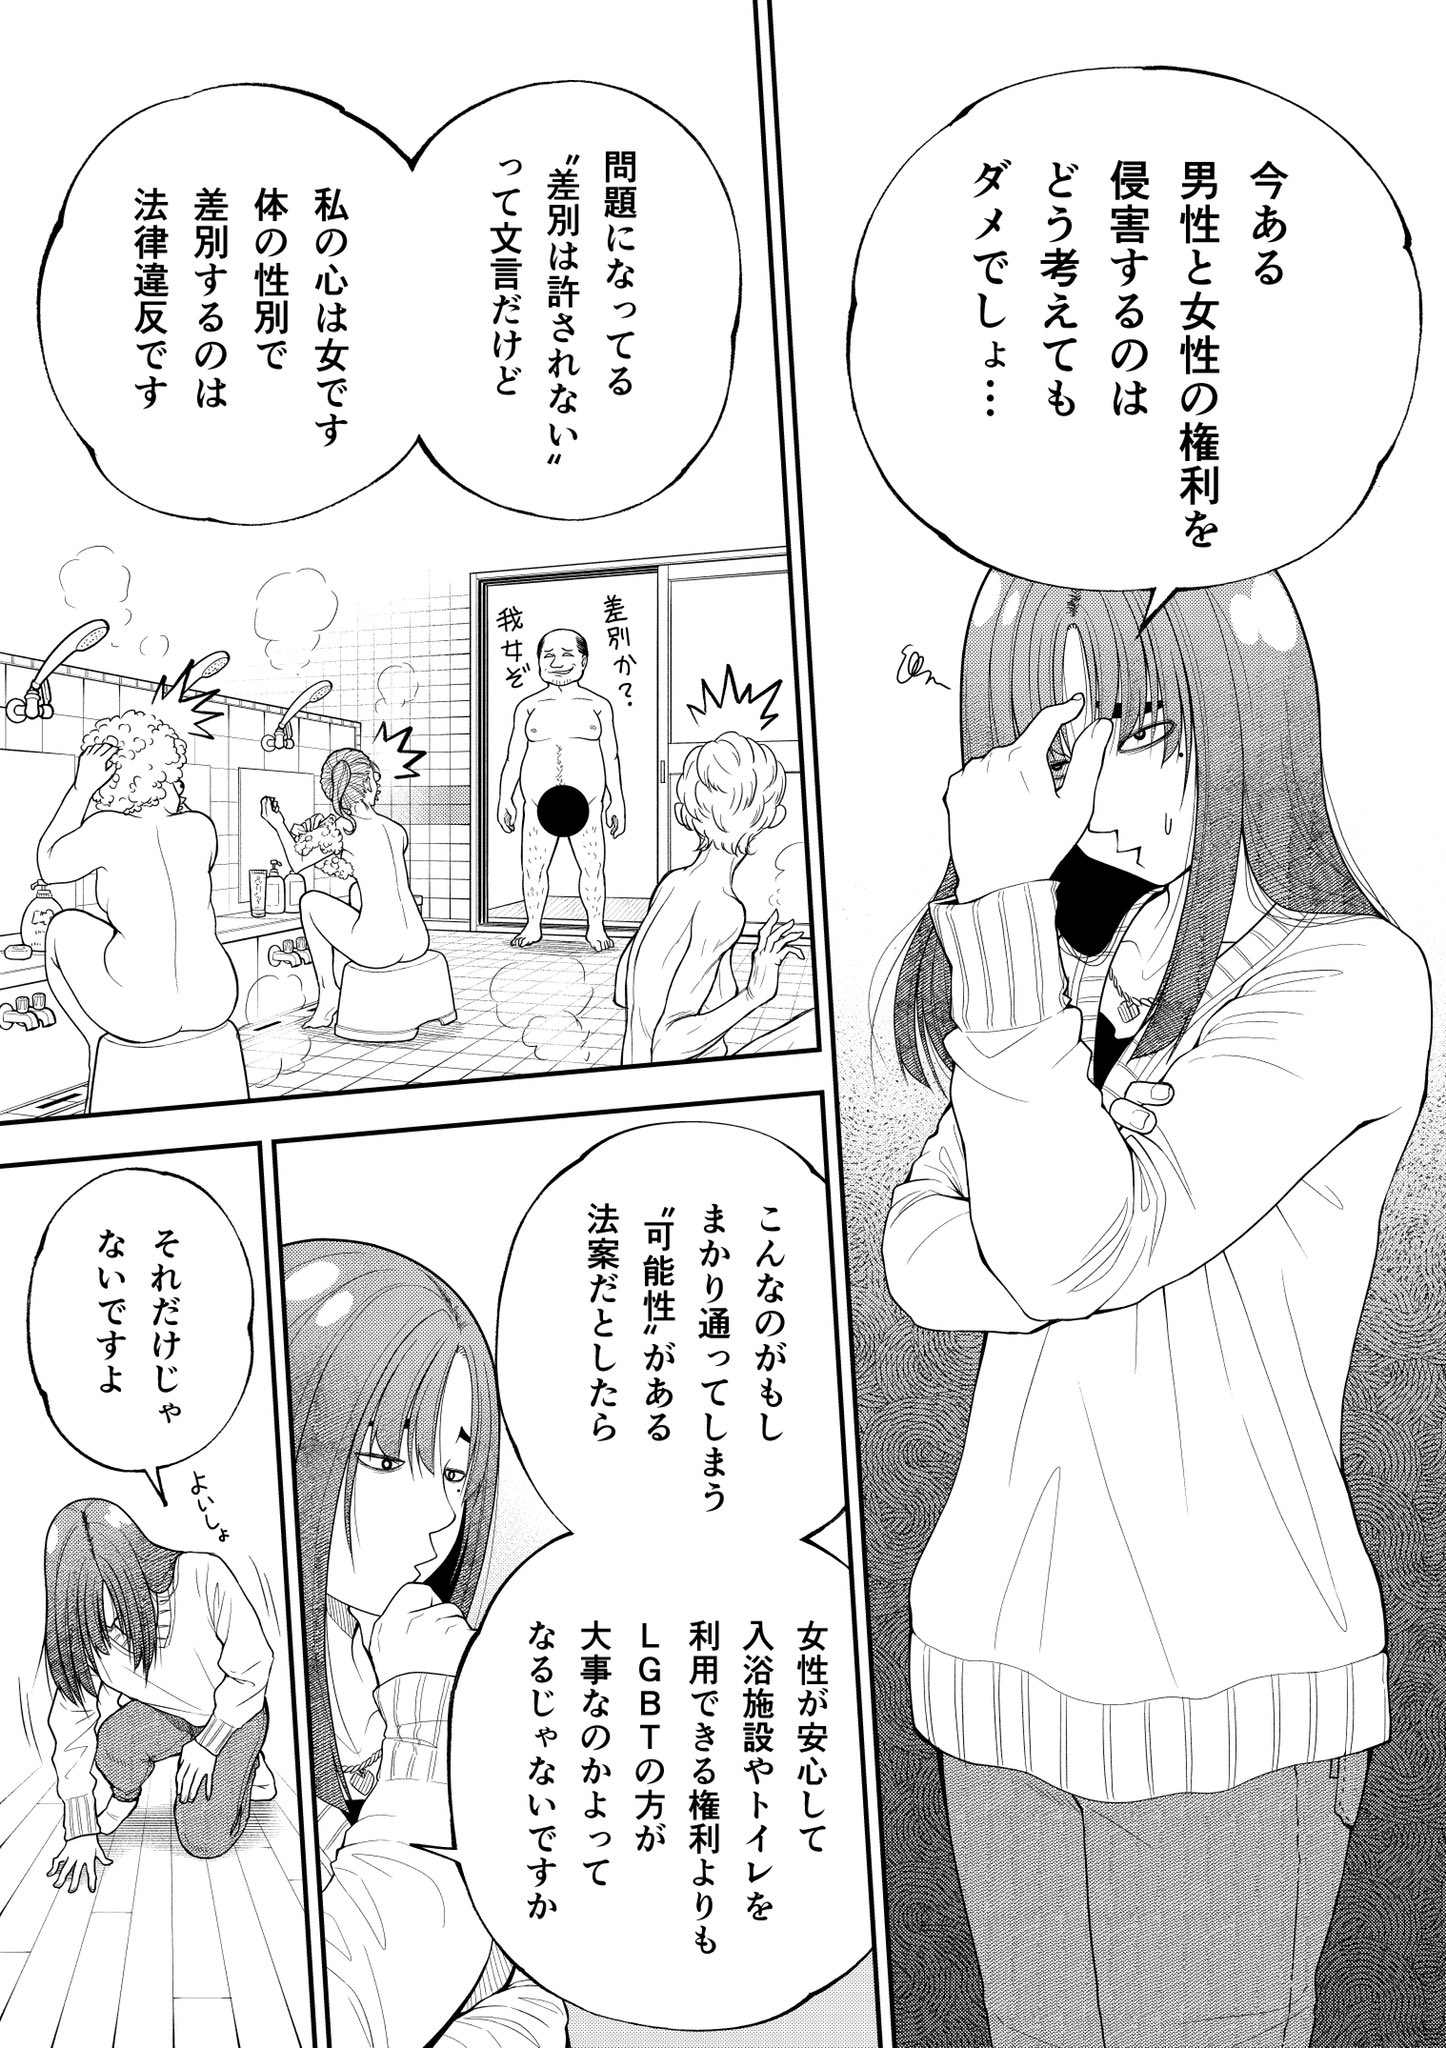 今ある
男性と女性の権利を
侵害するのは
どう考えても
ダメでしょ…
問題になってる
〝差別は許されない〟
って文言だけど
私の心は女です
体の性別で
差別するのは
法律違反です
差別か?
我女ぞ
こんなのがもし
まかり通ってしまう
〝可能性〟がある
法案だとしたら
女性が安心して
入浴施設やトイレを
利用できる権利よりも
LGBTの方が
大事なのかよって
なるじゃないですか
それだけじゃ
ないですよ
よいしょ